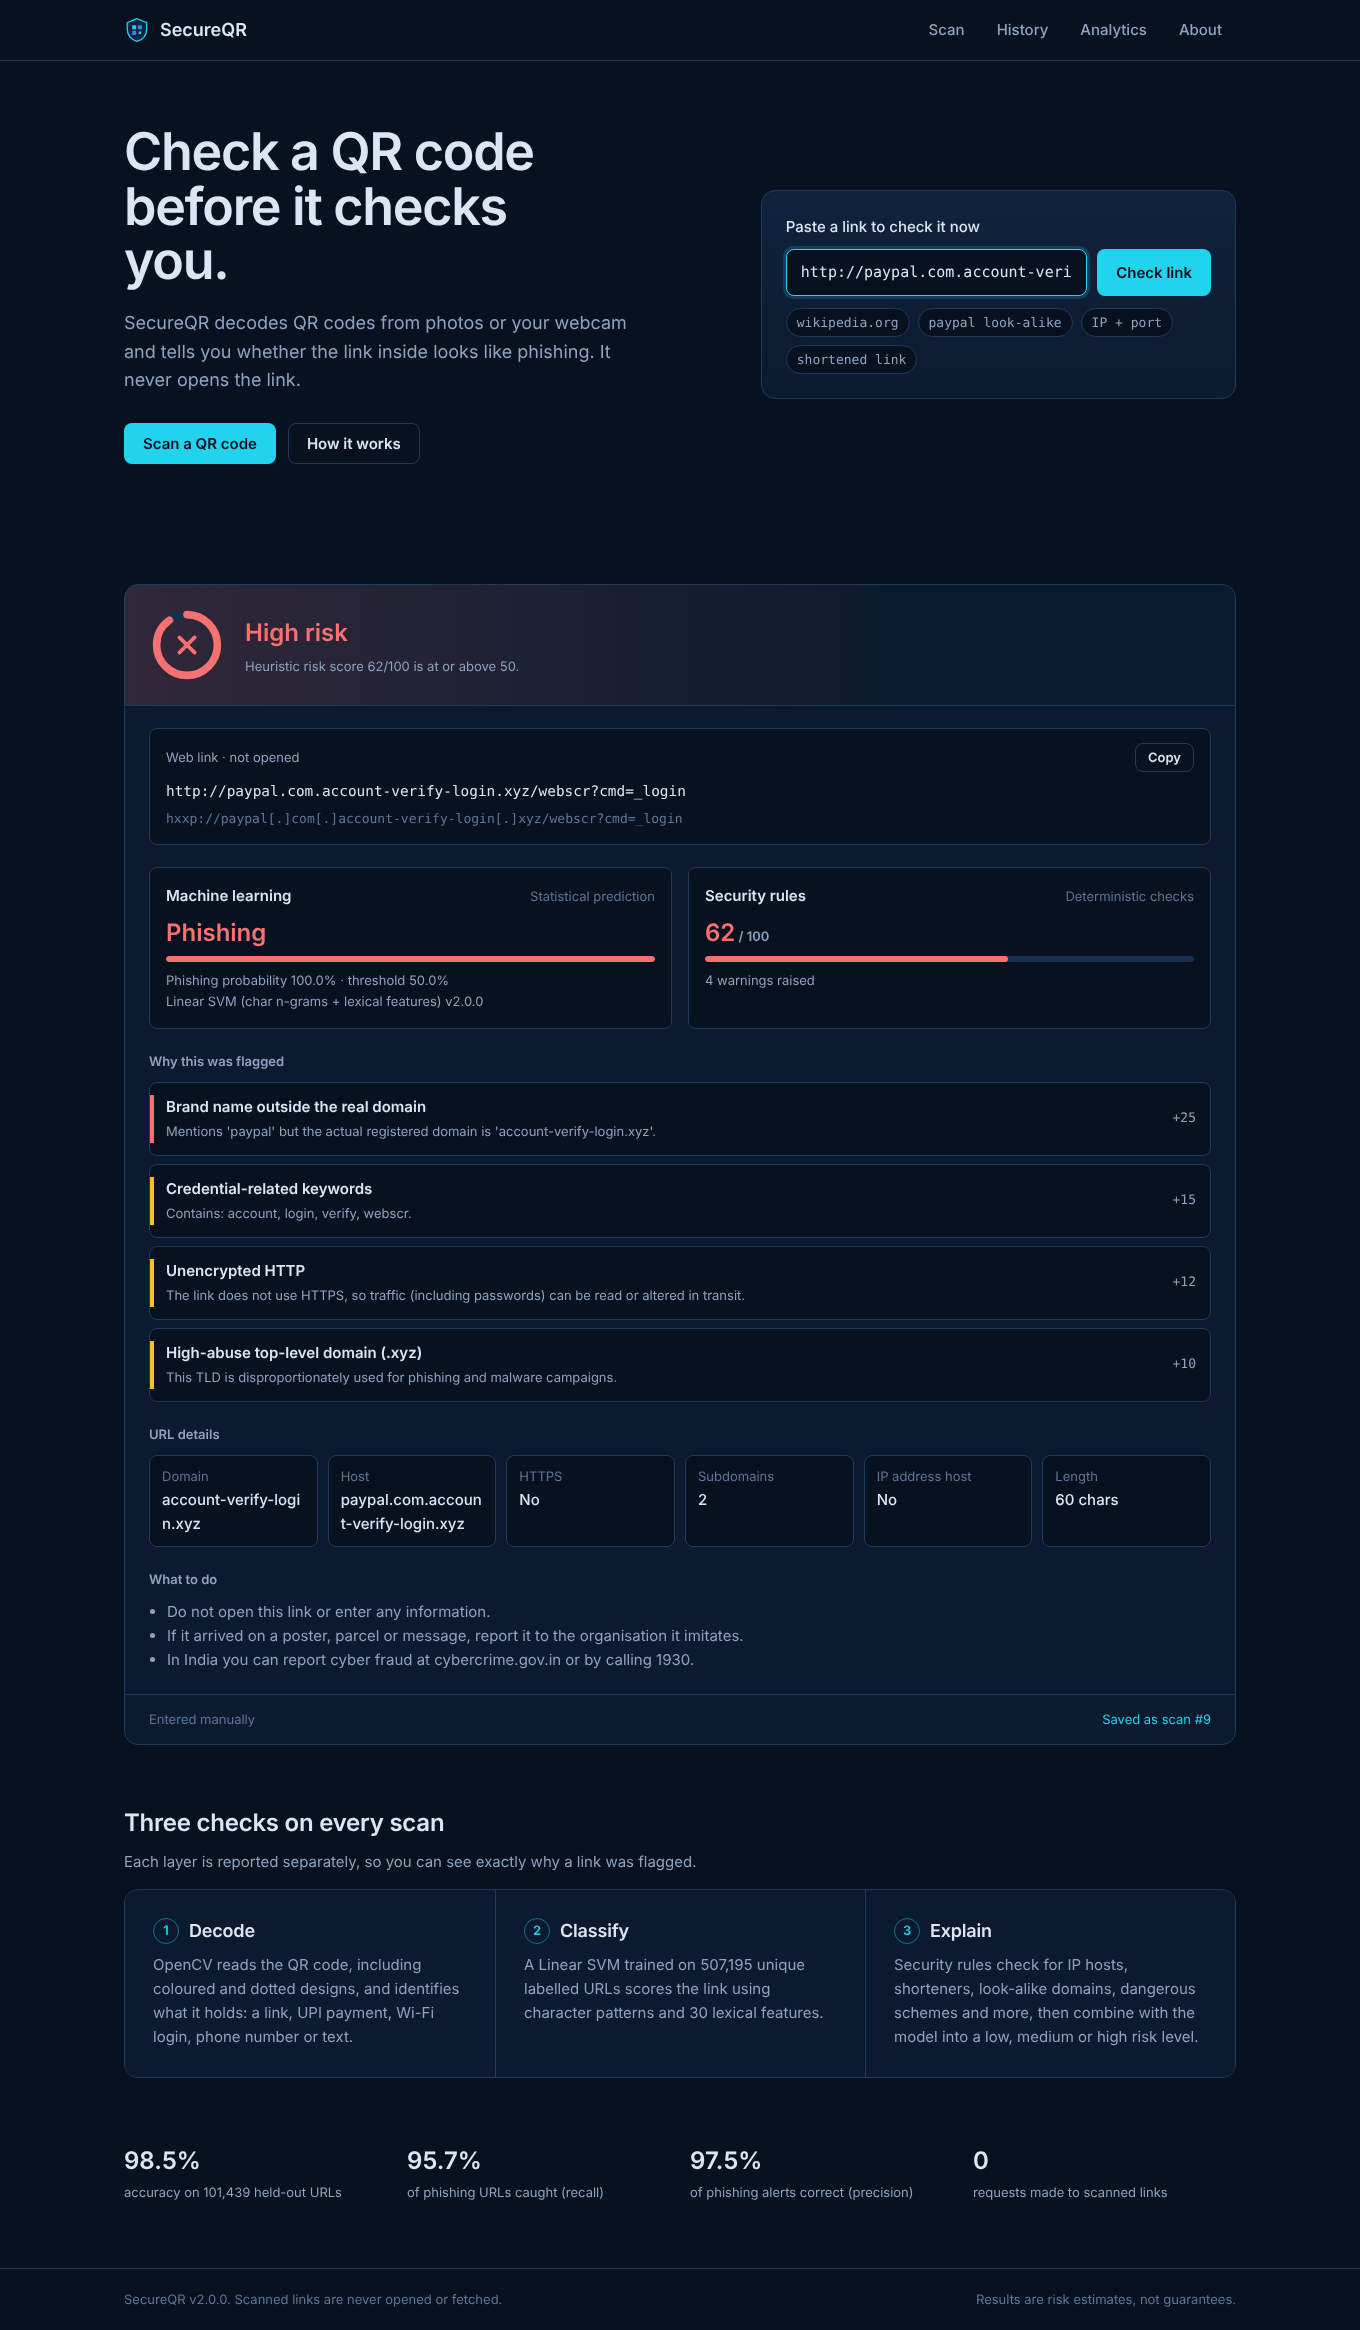 SecureQR
Scan
History
Analytics
About
Check a QR code
before it checks
you.
SecureQR decodes QR codes from photos or your webcam
and tells you whether the link inside looks like phishing. It
never opens the link.
Scan a QR code
How it works
Paste a link to check it now
http://paypal.com.account-veri
Check link
wikipedia.org
paypal look-alike
IP + port
shortened link
High risk
Heuristic risk score 62/100 is at or above 50.
Web link · not opened
Copy
http://paypal.com.account-verify-login.xyz/webscr?cmd=_login
hxxp://paypal[.]com[.]account-verify-login[.]xyz/webscr?cmd=_login
Machine learning
Statistical prediction
Phishing
Phishing probability 100.0% · threshold 50.0%
Linear SVM (char n-grams + lexical features) v2.0.0
Security rules
Deterministic checks
62 / 100
4 warnings raised
Why this was flagged
Brand name outside the real domain
Mentions 'paypal' but the actual registered domain is 'account-verify-login.xyz'.
+25
Credential-related keywords
Contains: account, login, verify, webscr.
+15
Unencrypted HTTP
The link does not use HTTPS, so traffic (including passwords) can be read or altered in transit.
+12
High-abuse top-level domain (.xyz)
This TLD is disproportionately used for phishing and malware campaigns.
+10
URL details
Domain
account-verify-logi
n.xyz
Host
paypal.com.accoun
t-verify-login.xyz
HTTPS
No
Subdomains
2
IP address host
No
Length
60 chars
What to do
• Do not open this link or enter any information.
• If it arrived on a poster, parcel or message, report it to the organisation it imitates.
• In India you can report cyber fraud at cybercrime.gov.in or by calling 1930.
Entered manually
Saved as scan #9
Three checks on every scan
Each layer is reported separately, so you can see exactly why a link was flagged.
1 Decode
OpenCV reads the QR code, including
coloured and dotted designs, and identifies
what it holds: a link, UPI payment, Wi-Fi
login, phone number or text.
2 Classify
A Linear SVM trained on 507,195 unique
labelled URLs scores the link using
character patterns and 30 lexical features.
3 Explain
Security rules check for IP hosts,
shorteners, look-alike domains, dangerous
schemes and more, then combine with the
model into a low, medium or high risk level.
98.5%
accuracy on 101,439 held-out URLs
95.7%
of phishing URLs caught (recall)
97.5%
of phishing alerts correct (precision)
0
requests made to scanned links
SecureQR v2.0.0. Scanned links are never opened or fetched.
Results are risk estimates, not guarantees.